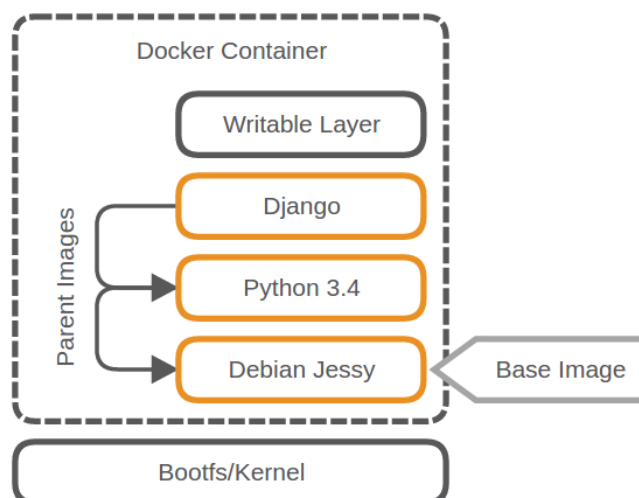 Docker Container
Writable Layer
Django
Parent Images
Python 3.4
Debian Jessy
Base Image
Bootfs/Kernel